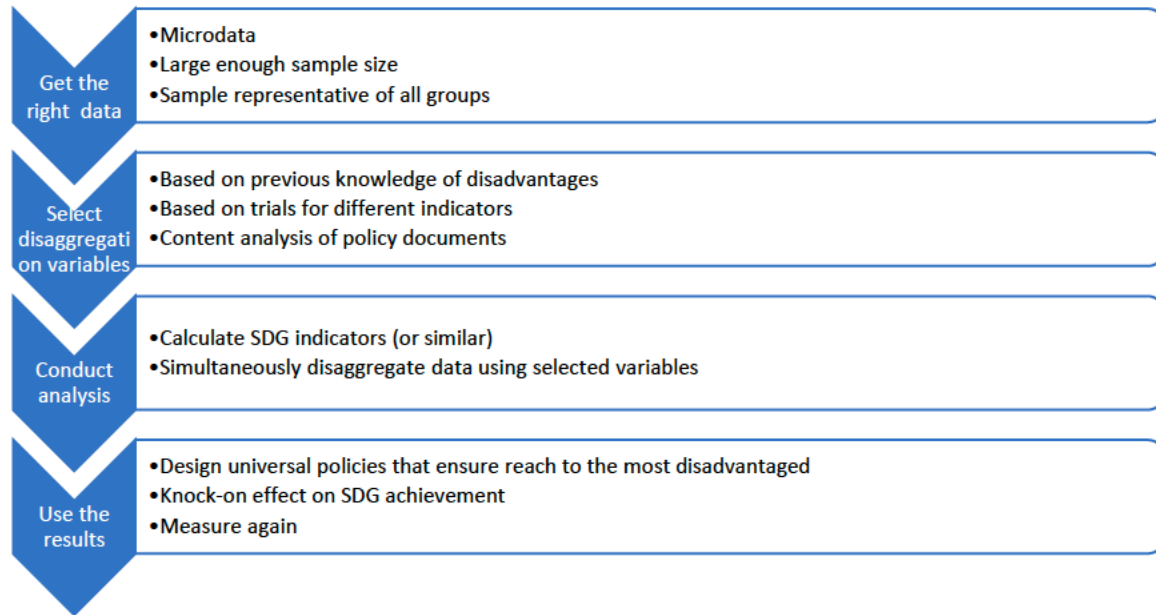 Get the
right data
•Microdata
•Large enough sample size
•Sample representative of all groups
Select
disaggregati
on variables
•Based on previous knowledge of disadvantages
•Based on trials for different indicators
•Content analysis of policy documents
Conduct
analysis
•Calculate SDG indicators (or similar)
•Simultaneously disaggregate data using selected variables
Use the
results
•Design universal policies that ensure reach to the most disadvantaged
•Knock-on effect on SDG achievement
•Measure again